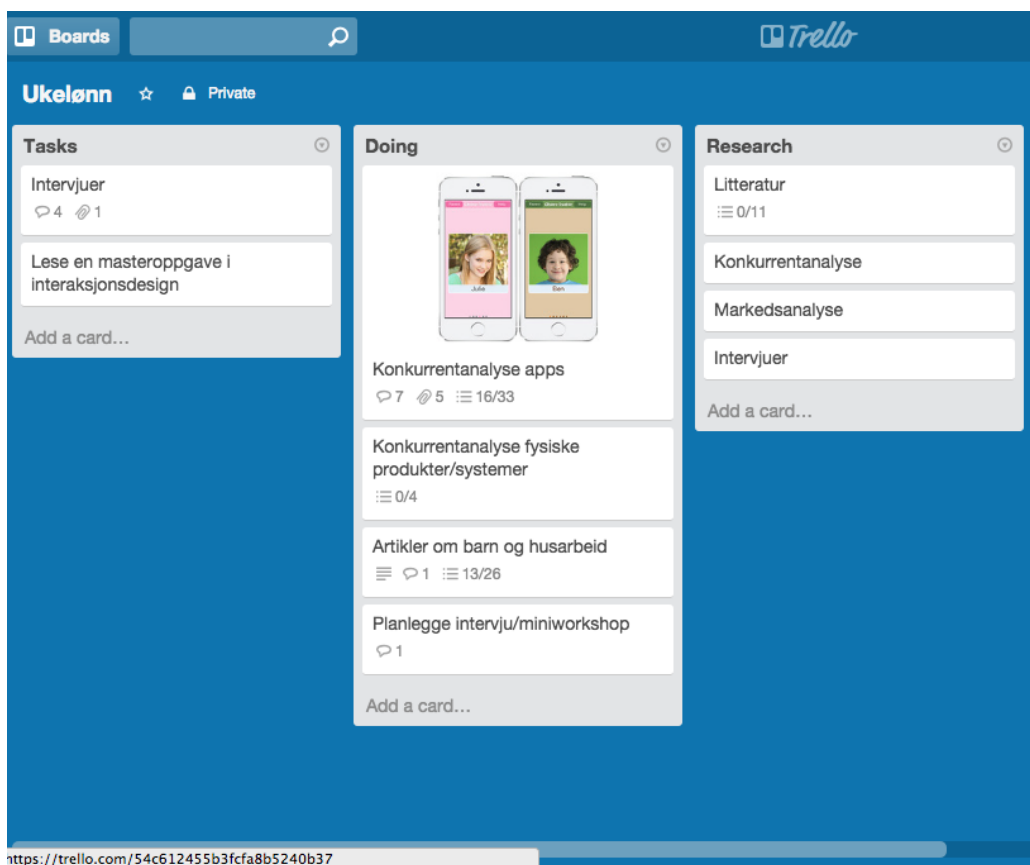 Boards
Trello
Ukelønn
Private
Tasks
Intervjuer
4
1
Lese en masteroppgave i
interaksjonsdesign
Add a card...
Doing
Julie
Ben
Konkurrentanalyse apps
7
5
16/33
Konkurrentanalyse fysiske
produkter/systemer
0/4
Artikler om barn og husarbeid
1
13/26
Planlegge intervju/miniworkshop
1
Add a card...
Research
Litteratur
0/11
Konkurrentanalyse
Markedsanalyse
Intervjuer
Add a card...
https://trello.com/54c612455b3fcfa8b5240b37